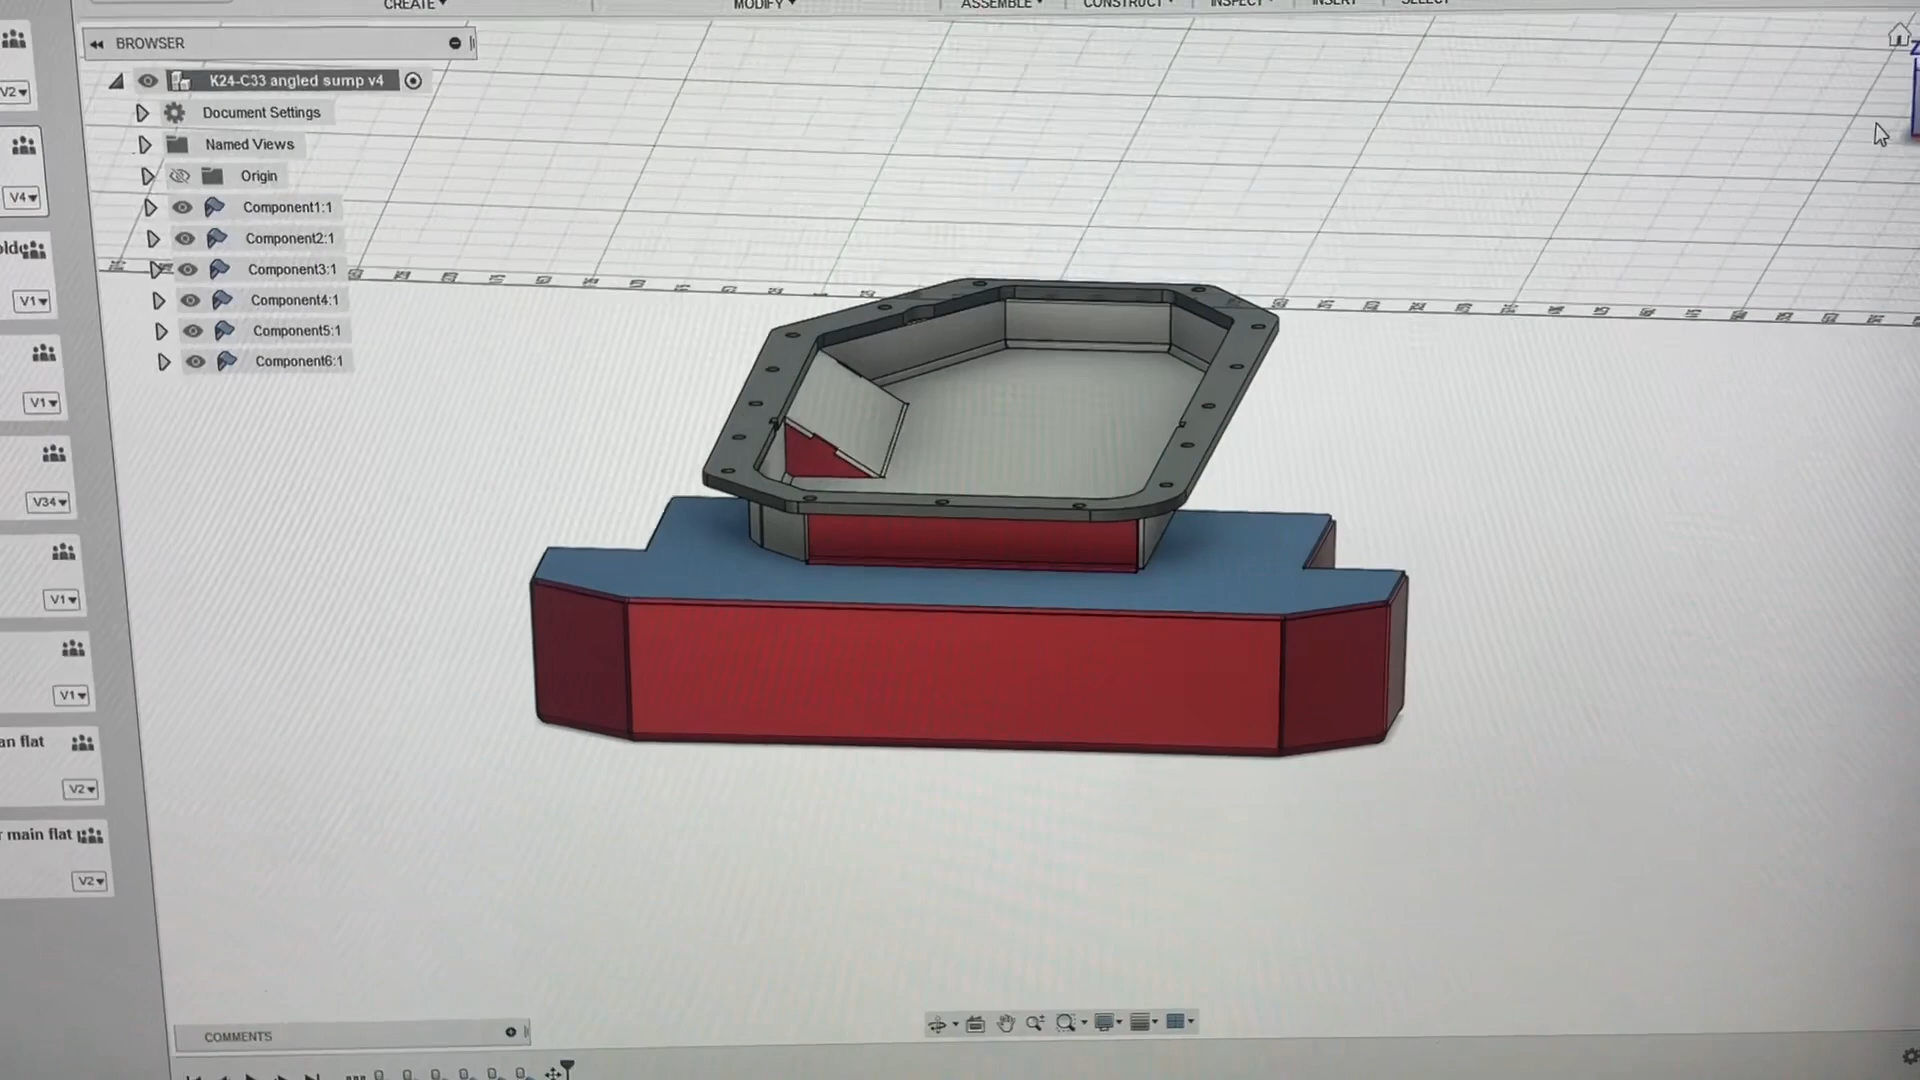 CREATE
MODIFY
ASSEMBLE
CONSTRUCT
INSPECT
INSERT
SELECT
BROWSER
K24-C33 angled sump v4
Document Settings
Named Views
Origin
Component1:1
Component2:1
Component3:1
Component4:1
Component5:1
Component6:1
V2
V4
V1
V1
V34
V1
V1
an flat
V2
main flat
V2
COMMENTS
Z